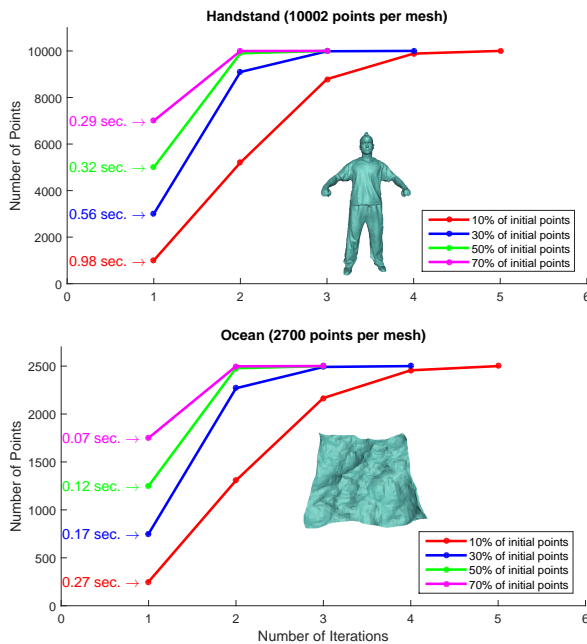 Handstand (10002 points per mesh)
Number of Points
10000
8000
6000
4000
2000
0
0.29 sec. →
0.32 sec. →
0.56 sec. →
0.98 sec. →
10% of initial points
30% of initial points
50% of initial points
70% of initial points
0 1 2 3 4 5 6
Ocean (2700 points per mesh)
Number of Points
2500
2000
1500
1000
500
0
0.07 sec. →
0.12 sec. →
0.17 sec. →
0.27 sec. →
10% of initial points
30% of initial points
50% of initial points
70% of initial points
0 1 2 3 4 5 6
Number of Iterations